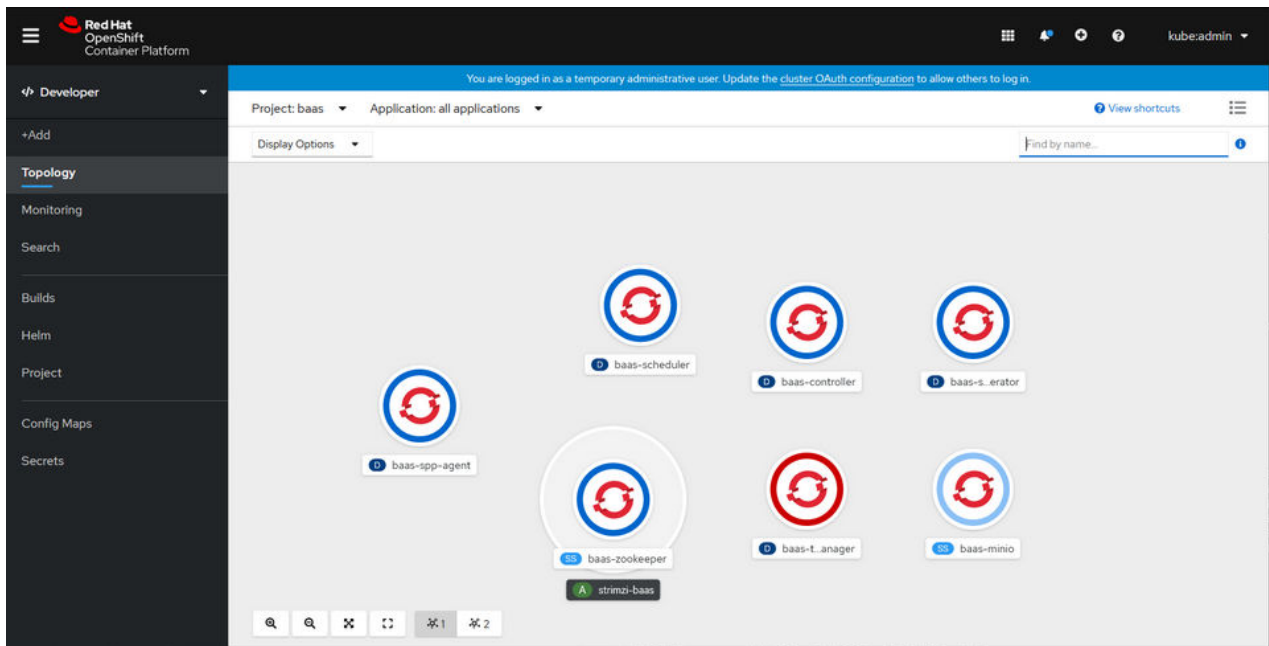 Red Hat
OpenShift
Container Platform
kube:admin
You are logged in as a temporary administrative user. Update the cluster OAuth configuration to allow others to log in.
Developer
Project: baas
Application: all applications
View shortcuts
+Add
Display Options
Find by name...
Topology
Monitoring
Search
Builds
Helm
Project
Config Maps
Secrets
D baas-scheduler
D baas-controller
D baas-s...erator
D baas-spp-agent
SS baas-zookeeper
D baas-t...anager
SS baas-minio
A strimzi-baas
1
2